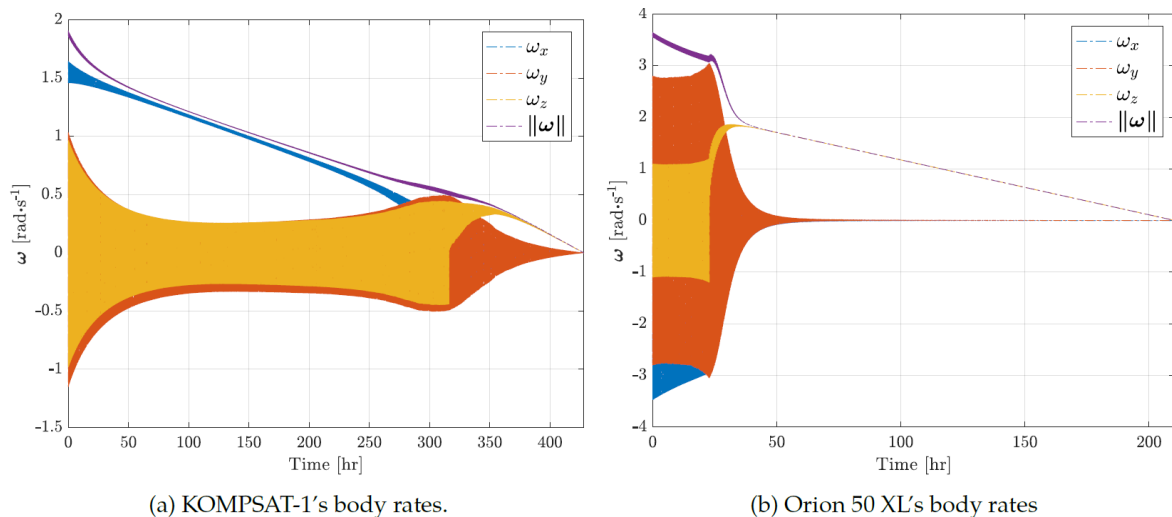 2
1.5
1
0.5
0
-0.5
-1
-1.5
ω [rad·s⁻¹]
0 50 100 150 200 250 300 350 400
Time [hr]
ωx
ωy
ωz
‖ω‖
(a) KOMPSAT-1's body rates.
4
3
2
1
0
-1
-2
-3
-4
ω [rad·s⁻¹]
0 50 100 150 200
Time [hr]
ωx
ωy
ωz
‖ω‖
(b) Orion 50 XL's body rates